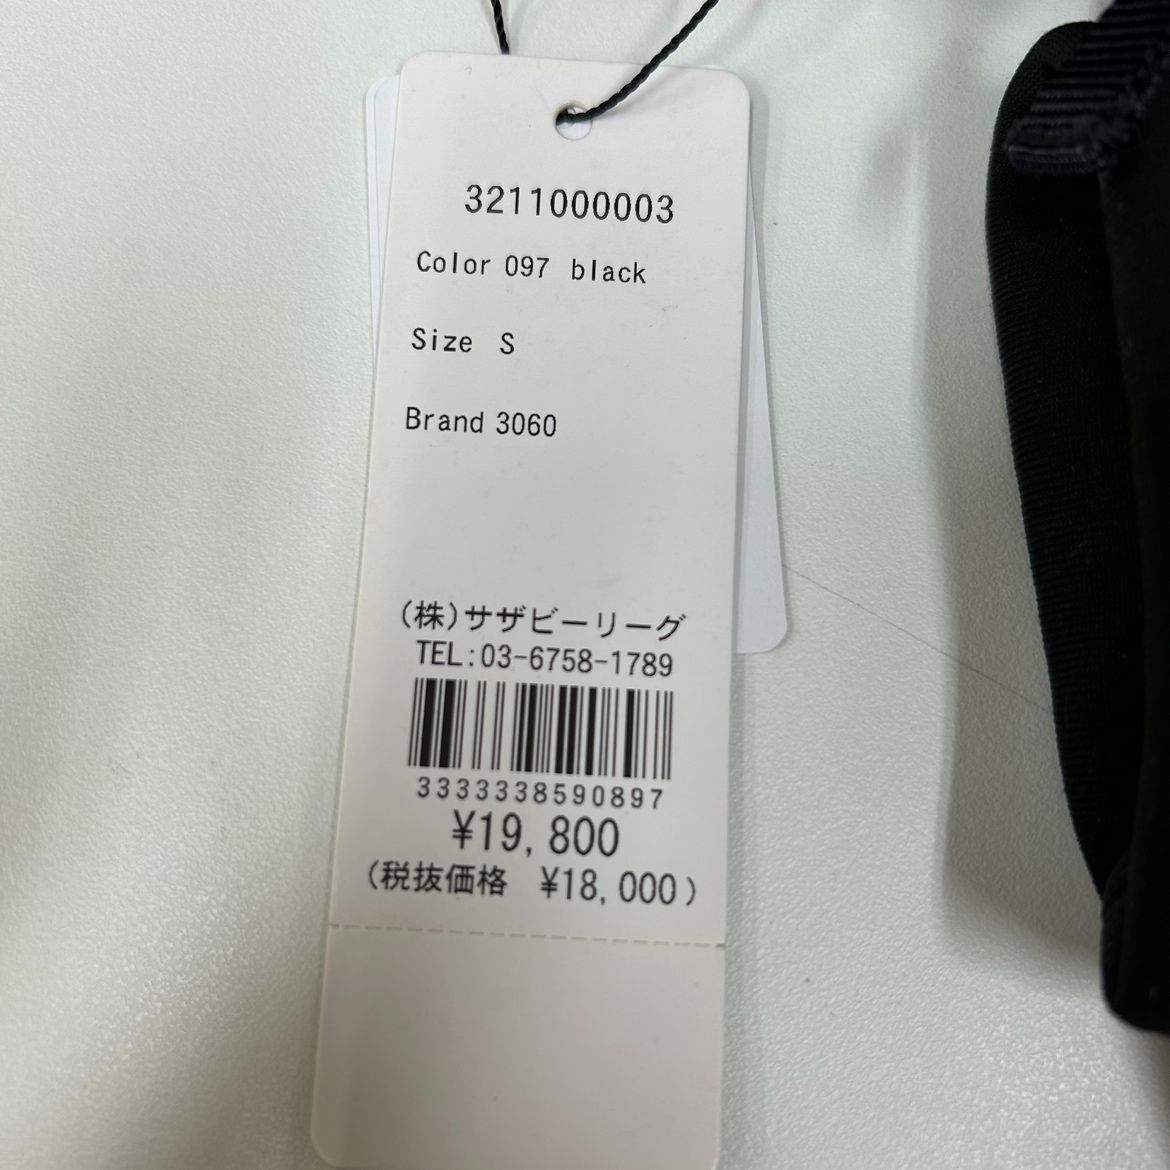 3211000003
Color 097 black
Size S
Brand 3060
(株)サザビーリーグ
TEL:03-6758-1789
3333338590897
¥19,800
(税抜価格 ¥18,000)